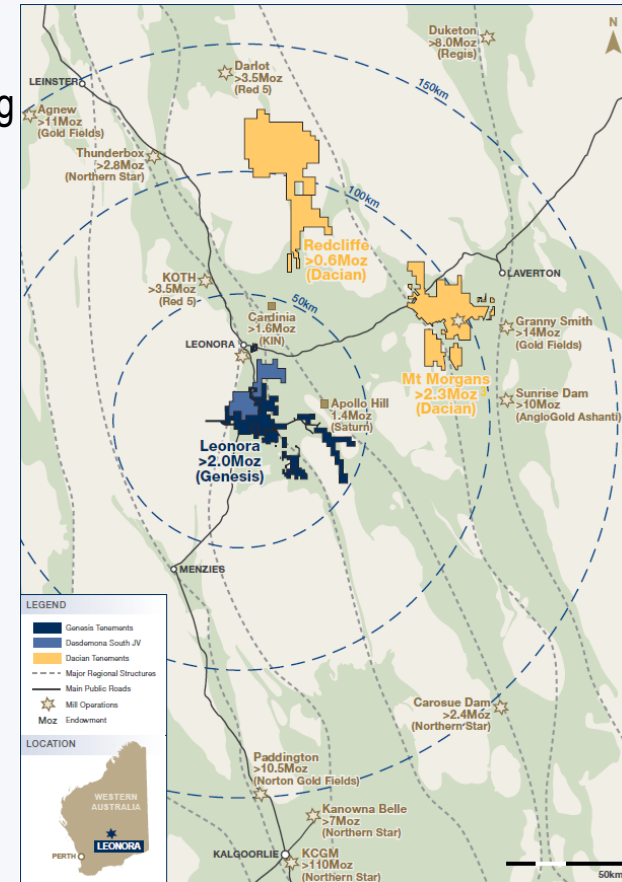 g
N
Duketon
>8.0Moz
(Regis)
150km
Darlot
>3.5Moz
(Red 5)
LEINSTER
Agnew
>11Moz
(Gold Fields)
Thunderbox
>2.8Moz
(Northern Star)
100km
Redcliffe
>0.6Moz
(Dacian)
LAVERTON
KOTH
>3.5Moz
(Red 5)
50km
Cardinia
>1.6Moz
(KIN)
Granny Smith
>14Moz
(Gold Fields)
LEONORA
Mt Morgans
>2.3Moz
(Dacian)
Sunrise Dam
>10Moz
(AngloGold Ashanti)
Apollo Hill
1.4Moz
(Saturn)
Leonora
>2.0Moz
(Genesis)
MENZIES
LEGEND
Genesis Tenements
Desdemona South JV
Dacian Tenements
Major Regional Structures
Main Public Roads
Mill Operations
Moz Endowment
LOCATION
WESTERN
AUSTRALIA
LEONORA
PERTH
Carosue Dam
>2.4Moz
(Northern Star)
Paddington
>10.5Moz
(Norton Gold Fields)
Kanowna Belle
>7Moz
(Northern Star)
KALGOORLIE
KCGM
>110Moz
(Northern Star)
50km